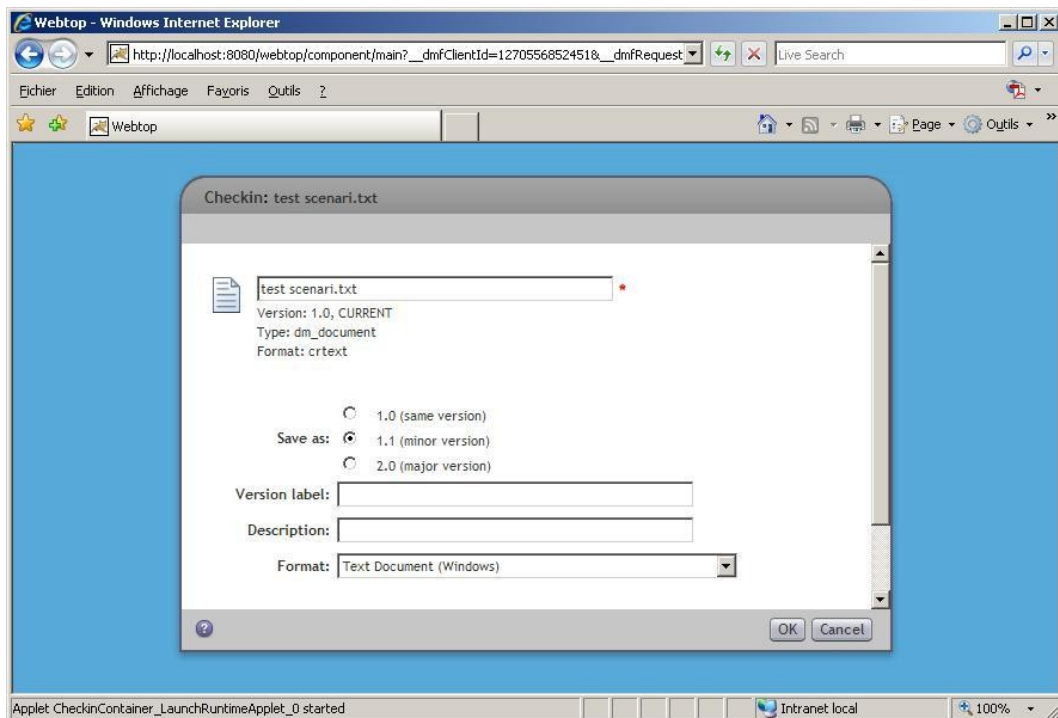 Webtop - Windows Internet Explorer
http://localhost:8080/webtop/component/main?__dmfClientId=1270556852451&__dmfRequest
Live Search
Eichier Edition Affichage Favoris Outils ?
Webtop
Page Outils »
Checkin: test scenari.txt
test scenari.txt *
Version: 1.0, CURRENT
Type: dm_document
Format: crtext
1.0 (same version)
Save as: 1.1 (minor version)
2.0 (major version)
Version label:
Description:
Format: Text Document (Windows)
? OK Cancel
Applet CheckinContainer_LaunchRuntimeApplet_0 started Intranet local 100%